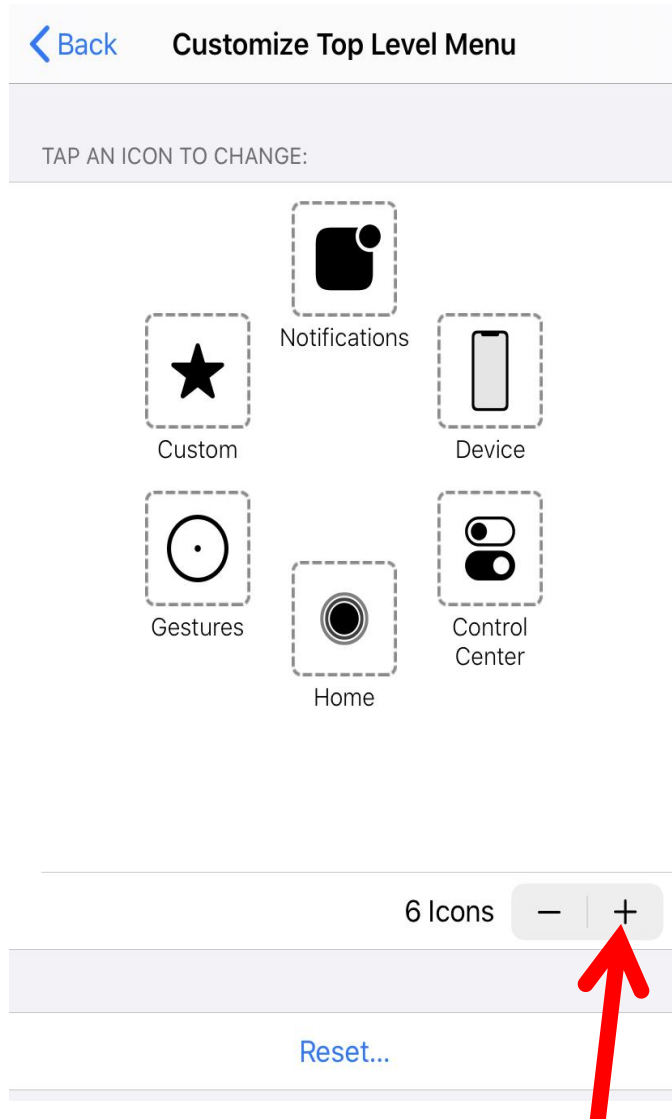 Back Customize Top Level Menu
TAP AN ICON TO CHANGE:
Notifications
Custom
Device
Gestures
Control
Center
Home
6 Icons − +
Reset...